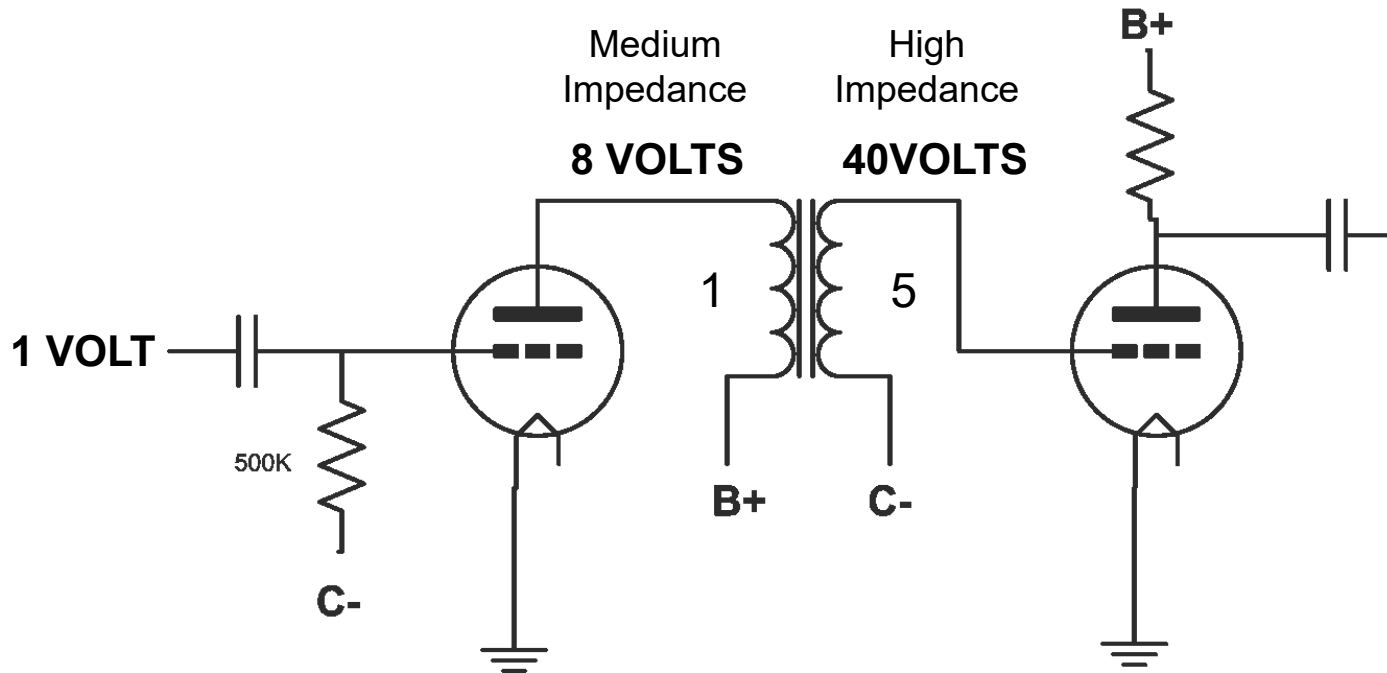 Medium
Impedance
8 VOLTS
High
Impedance
40VOLTS
B+
1
5
1 VOLT
500K
C-
B+
C-